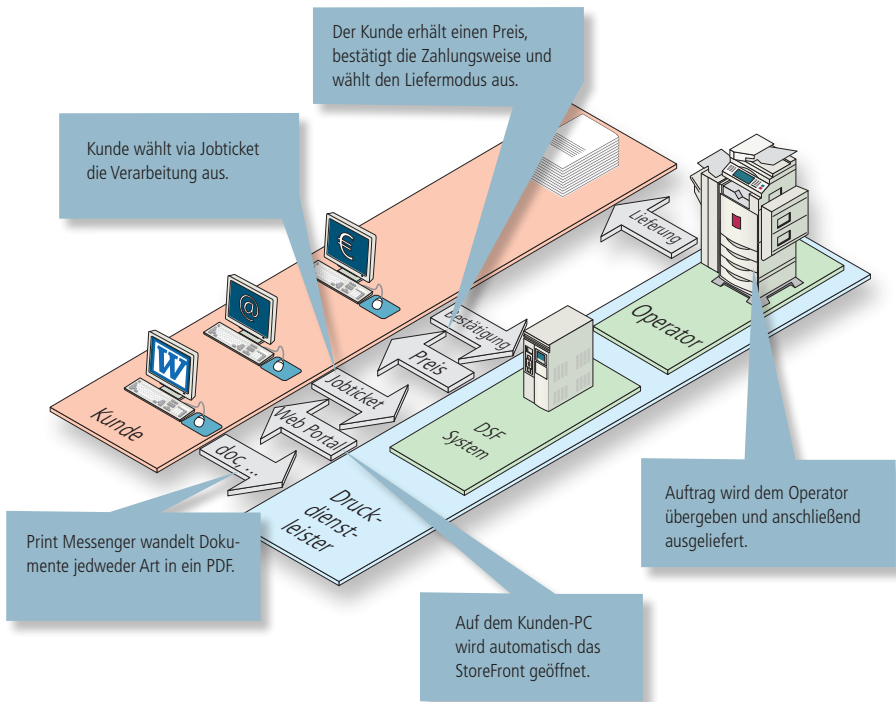 Der Kunde erhält einen Preis,
bestätigt die Zahlungsweise und
wählt den Liefermodus aus.
Kunde wählt via Jobticket
die Verarbeitung aus.
Lieferung
€
@
W
Bestätigung
Preis
Operator
Jobticket
Web Portal
Kunde
doc, ...
DSF
System
Druck-
dienst-
leister
Print Messenger wandelt Doku-
mente jedweder Art in ein PDF.
Auftrag wird dem Operator
übergeben und anschließend
ausgeliefert.
Auf dem Kunden-PC
wird automatisch das
StoreFront geöffnet.